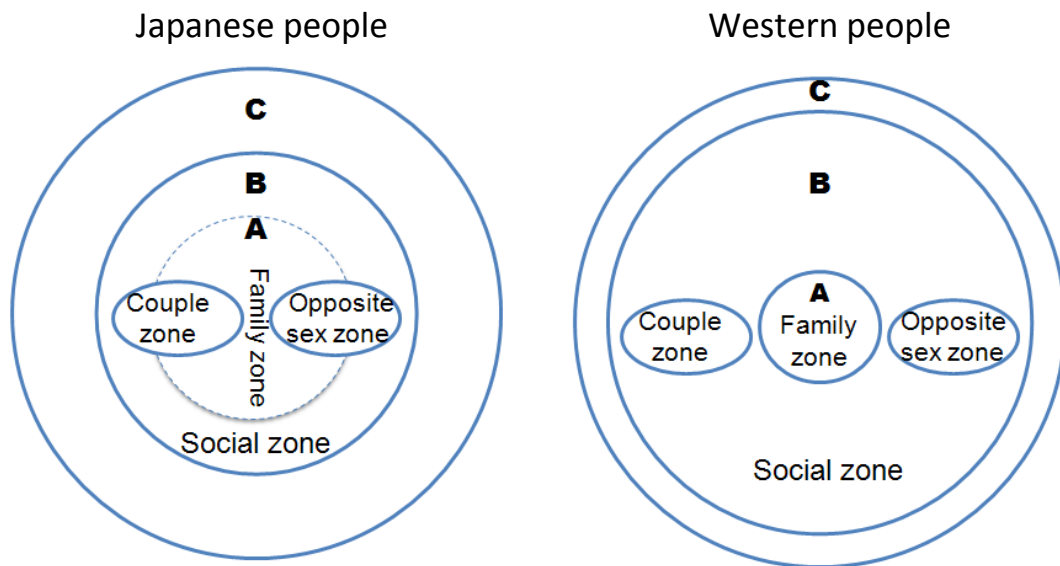 Japanese people
C
B
A
Family zone
Couple
zone
Opposite
sex zone
Social zone
Western people
C
B
A
Family
zone
Couple
zone
Opposite
sex zone
Social zone